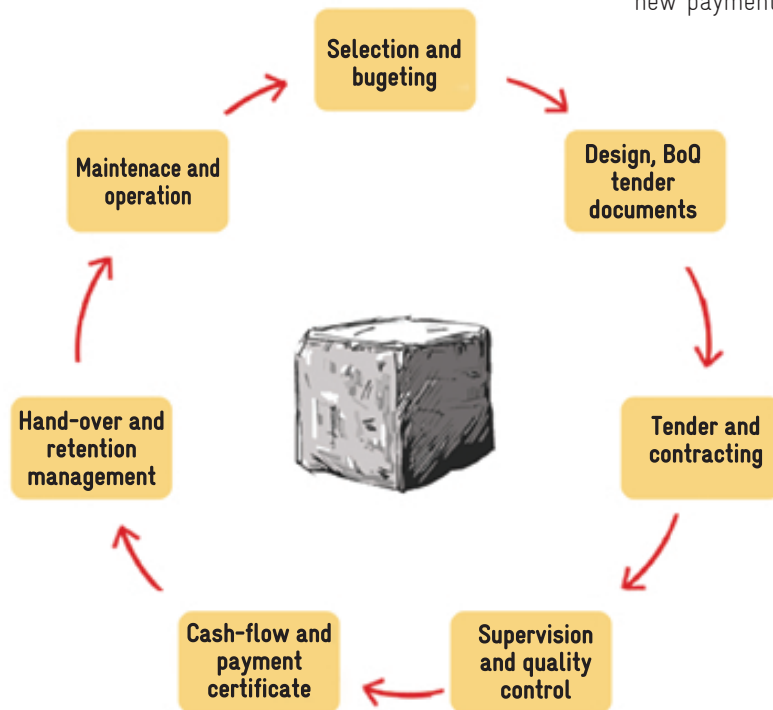 new payment
Selection and
bugeting
Design, BoQ
tender
documents
Tender and
contracting
Supervision
and quality
control
Cash-flow and
payment
certificate
Hand-over and
retention
management
Maintenace and
operation